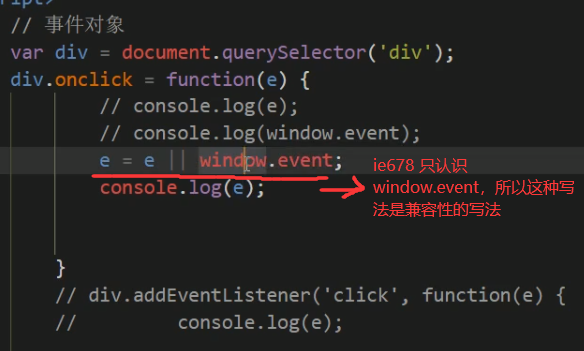 ript>
// 事件对象
var div = document.querySelector('div');
div.onclick = function(e) {
// console.log(e);
// console.log(window.event);
e = e || window.event;
console.log(e);
ie678 只认识
window.event，所以这种写
法是兼容性的写法
}
// div.addEventListener('click', function(e) {
// console.log(e);